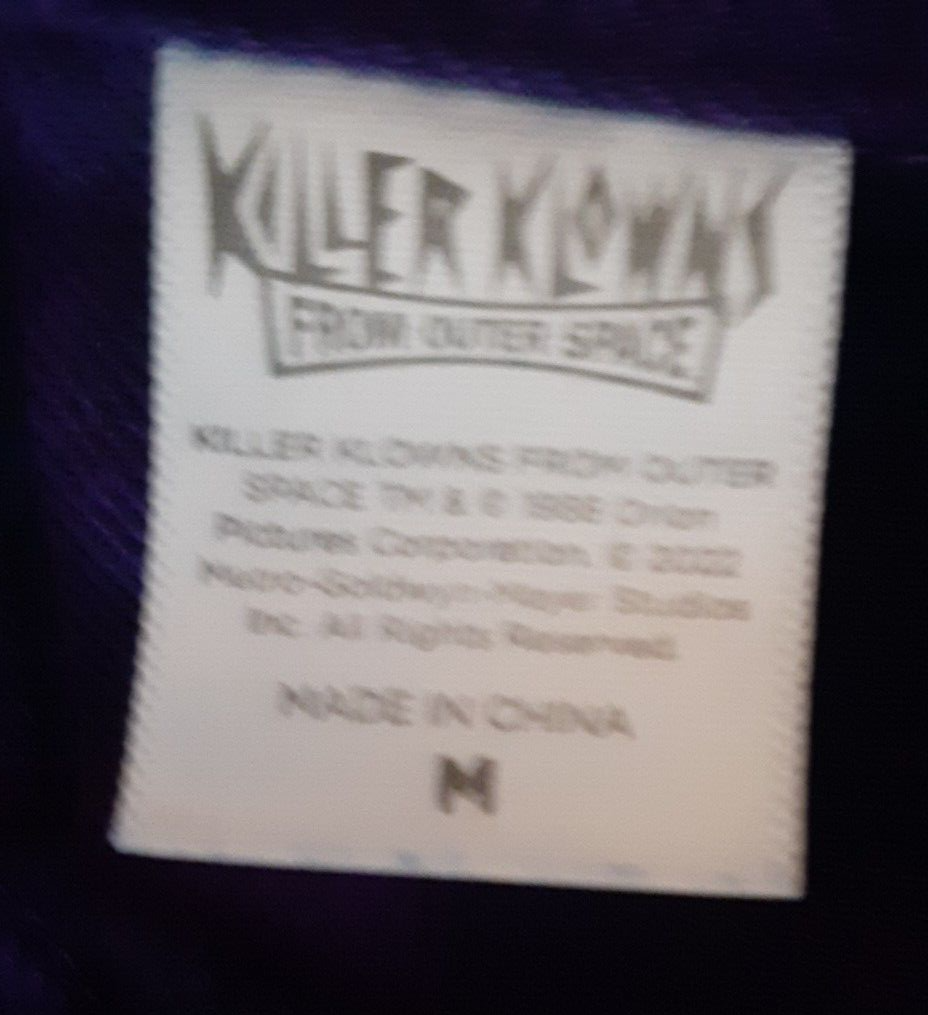 KILLER KLOWNS
FROM OUTER SPACE
KILLER KLOWNS FROM OUTER
SPACE TM & © 1988 Orion
Pictures Corporation. © 2022
Metro-Goldwyn-Mayer Studios
Inc. All Rights Reserved.
MADE IN CHINA
M